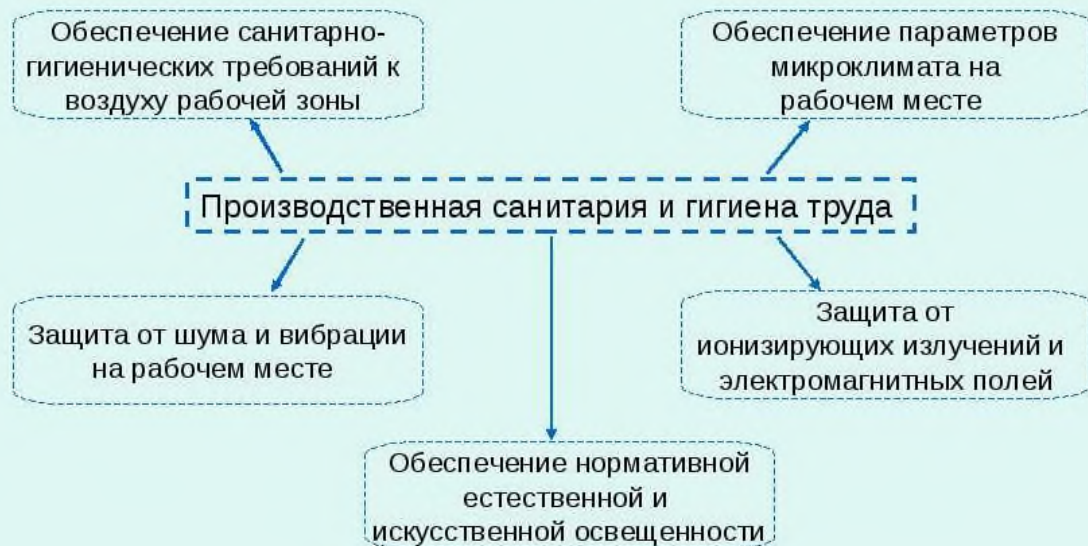 Обеспечение санитарно-
гигиенических требований к
воздуху рабочей зоны
Обеспечение параметров
микроклимата на
рабочем месте
Производственная санитария и гигиена труда
Защита от шума и вибрации
на рабочем месте
Защита от
ионизирующих излучений и
электромагнитных полей
Обеспечение нормативной
естественной и
искусственной освещенности